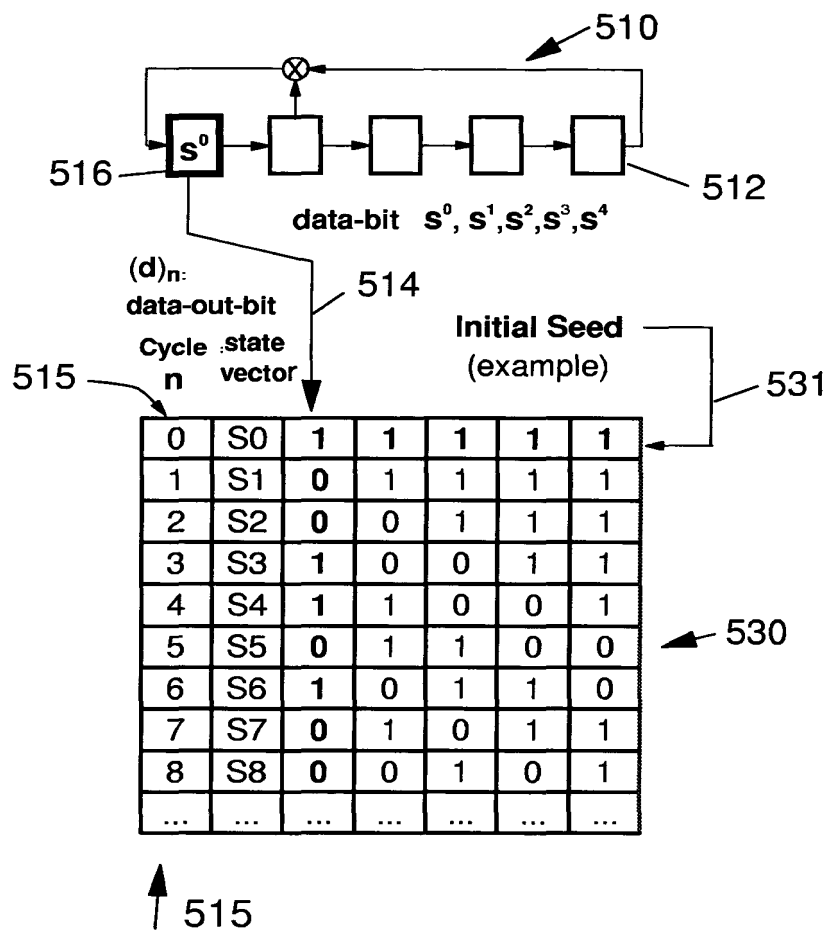 510
S⁰
516
512
data-bit S⁰, S¹,S²,S³,S⁴
(d)n:
data-out-bit
514
Cycle :state
n vector
Initial Seed
(example)
515
531
0 S0 1 1 1 1 1
1 S1 0 1 1 1 1
2 S2 0 0 1 1 1
3 S3 1 0 0 1 1
4 S4 1 1 0 0 1
5 S5 0 1 1 0 0
6 S6 1 0 1 1 0
7 S7 0 1 0 1 1
8 S8 0 0 1 0 1
... ... ... ... ... ... ...
530
515